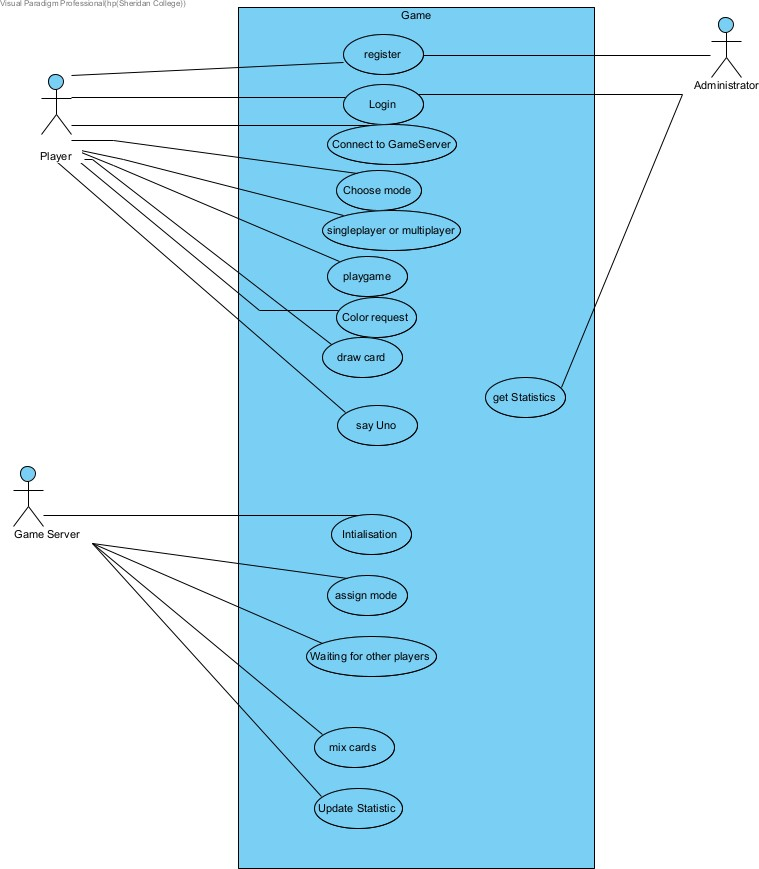 Visual Paradigm Professional(hp(Sheridan College))
Game
register
Administrator
Login
Player
Connect to GameServer
Choose mode
singleplayer or multiplayer
playgame
Color request
draw card
get Statistics
say Uno
Game Server
Intialisation
assign mode
Waiting for other players
mix cards
Update Statistic